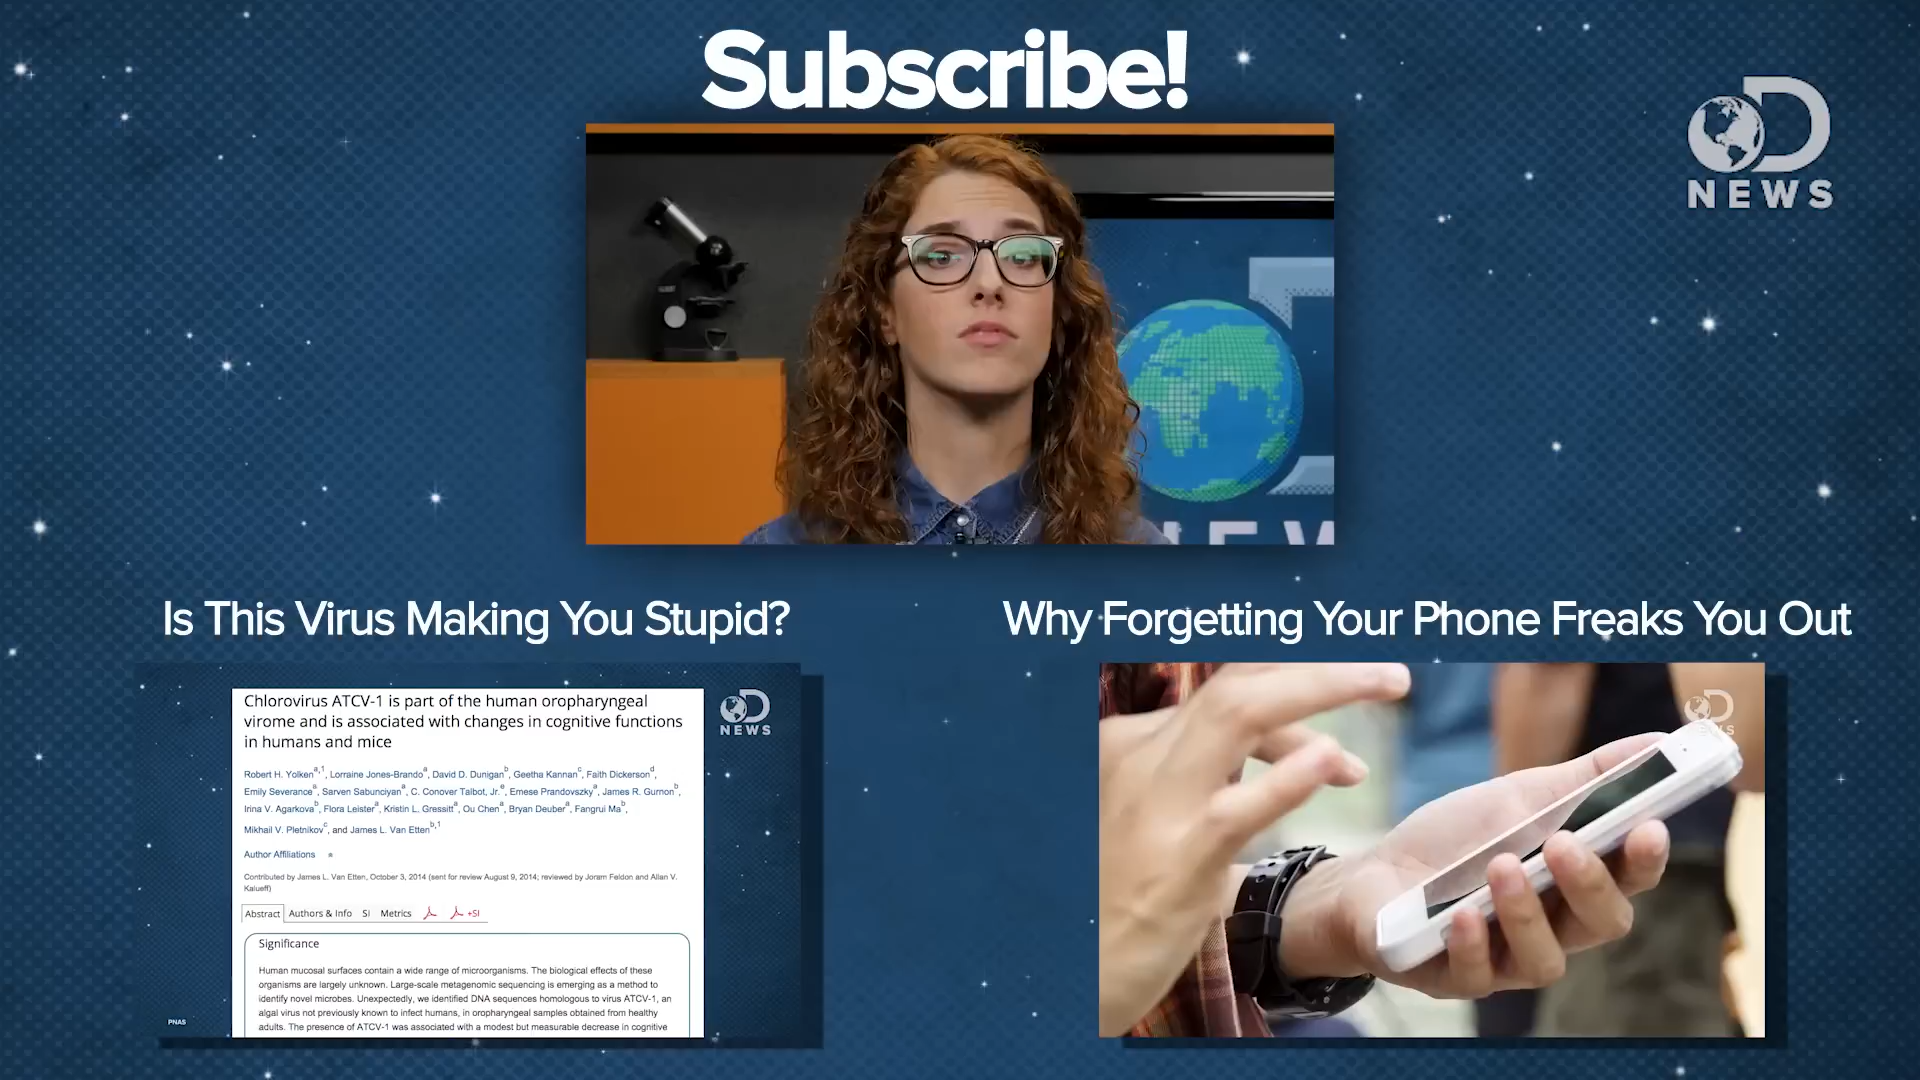 Subscribe!
NEWS
NEW
Is This Virus Making You Stupid?
Why Forgetting Your Phone Freaks You Out
Chlorovirus ATCV-1 is part of the human oropharyngeal
virome and is associated with changes in cognitive functions
in humans and mice
NEWS
NEWS
Robert H. Yolken^a,1, Lorraine Jones-Brando^a, David D. Dunigan^b, Geetha Kannan^c, Faith Dickerson^d,
Emily Severance^a, Sarven Sabunciyan^a, C. Conover Talbot, Jr.^e, Emese Prandovszky^a, James R. Gurnon^b,
Irina V. Agarkova^b, Flora Leister^a, Kristin L. Gressitt^a, Ou Chen^a, Bryan Deuber^a, Fangrui Ma^b,
Mikhail V. Pletnikov^c, and James L. Van Etten^b,1
Author Affiliations
Contributed by James L. Van Etten, October 3, 2014 (sent for review August 9, 2014; reviewed by Joram Feldon and Allan V.
Kalueff)
Abstract Authors & Info SI Metrics +SI
Significance
Human mucosal surfaces contain a wide range of microorganisms. The biological effects of these
organisms are largely unknown. Large-scale metagenomic sequencing is emerging as a method to
identify novel microbes. Unexpectedly, we identified DNA sequences homologous to virus ATCV-1, an
algal virus not previously known to infect humans, in oropharyngeal samples obtained from healthy
adults. The presence of ATCV-1 was associated with a modest but measurable decrease in cognitive
PNAS